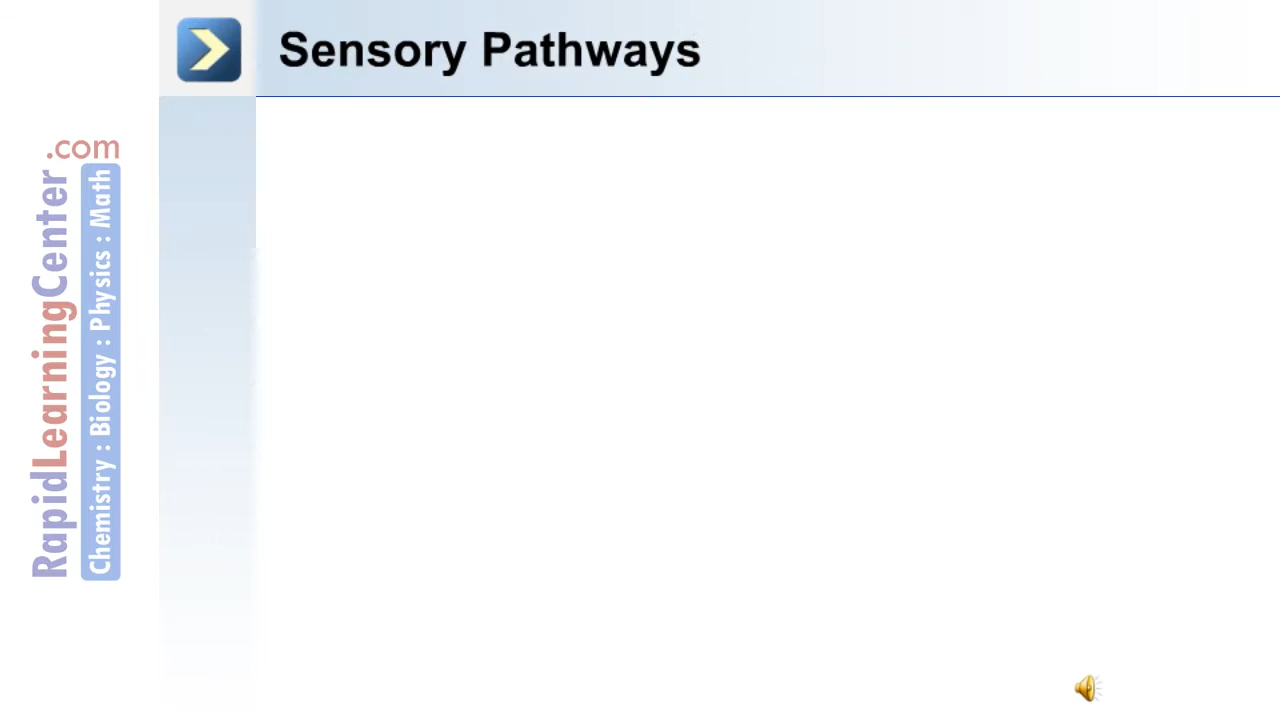 Sensory Pathways
.com
RapidLearningCenter
Chemistry : Biology : Physics : Math